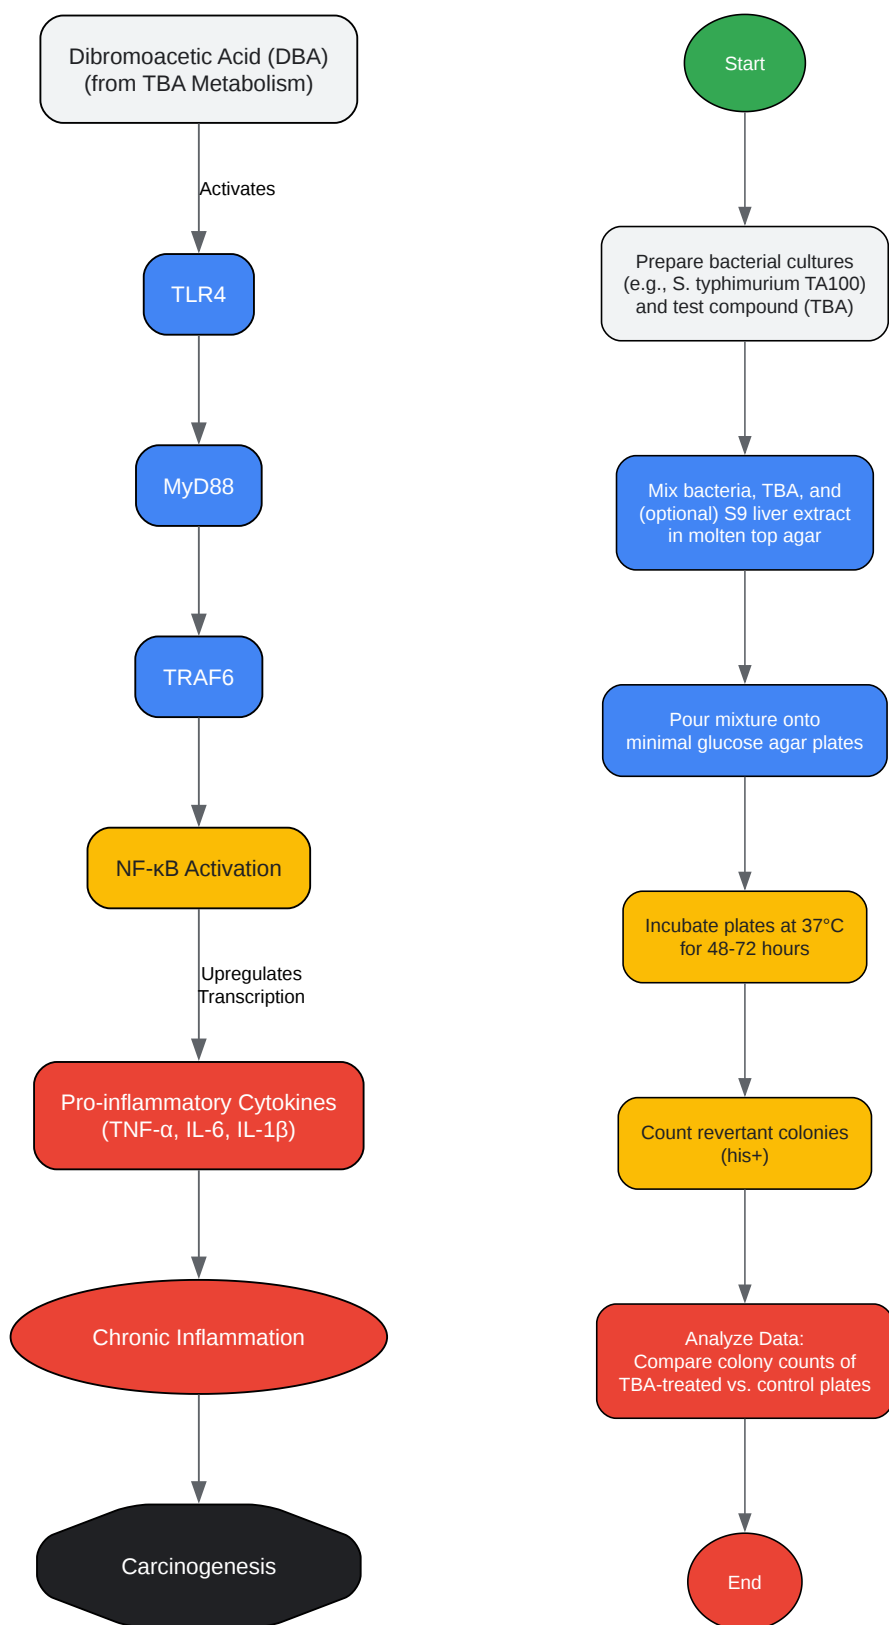 Dibromoacetic Acid (DBA)
(from TBA Metabolism)
Activates
TLR4
MyD88
TRAF6
NF-κB Activation
Upregulates
Transcription
Pro-inflammatory Cytokines
(TNF-α, IL-6, IL-1β)
Chronic Inflammation
Carcinogenesis
Start
Prepare bacterial cultures
(e.g., S. typhimurium TA100)
and test compound (TBA)
Mix bacteria, TBA, and
(optional) S9 liver extract
in molten top agar
Pour mixture onto
minimal glucose agar plates
Incubate plates at 37°C
for 48-72 hours
Count revertant colonies
(his+)
Analyze Data:
Compare colony counts of
TBA-treated vs. control plates
End